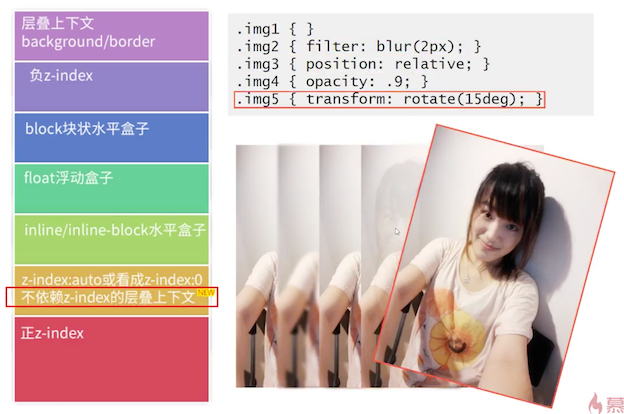 层叠上下文
background/border
负z-index
block块状水平盒子
float浮动盒子
inline/inline-block水平盒子
z-index:auto或看成z-index:0
不依赖z-index的层叠上下文 NEW
正z-index
.img1 { }
.img2 { filter: blur(2px); }
.img3 { position: relative; }
.img4 { opacity: .9; }
.img5 { transform: rotate(15deg); }
慕